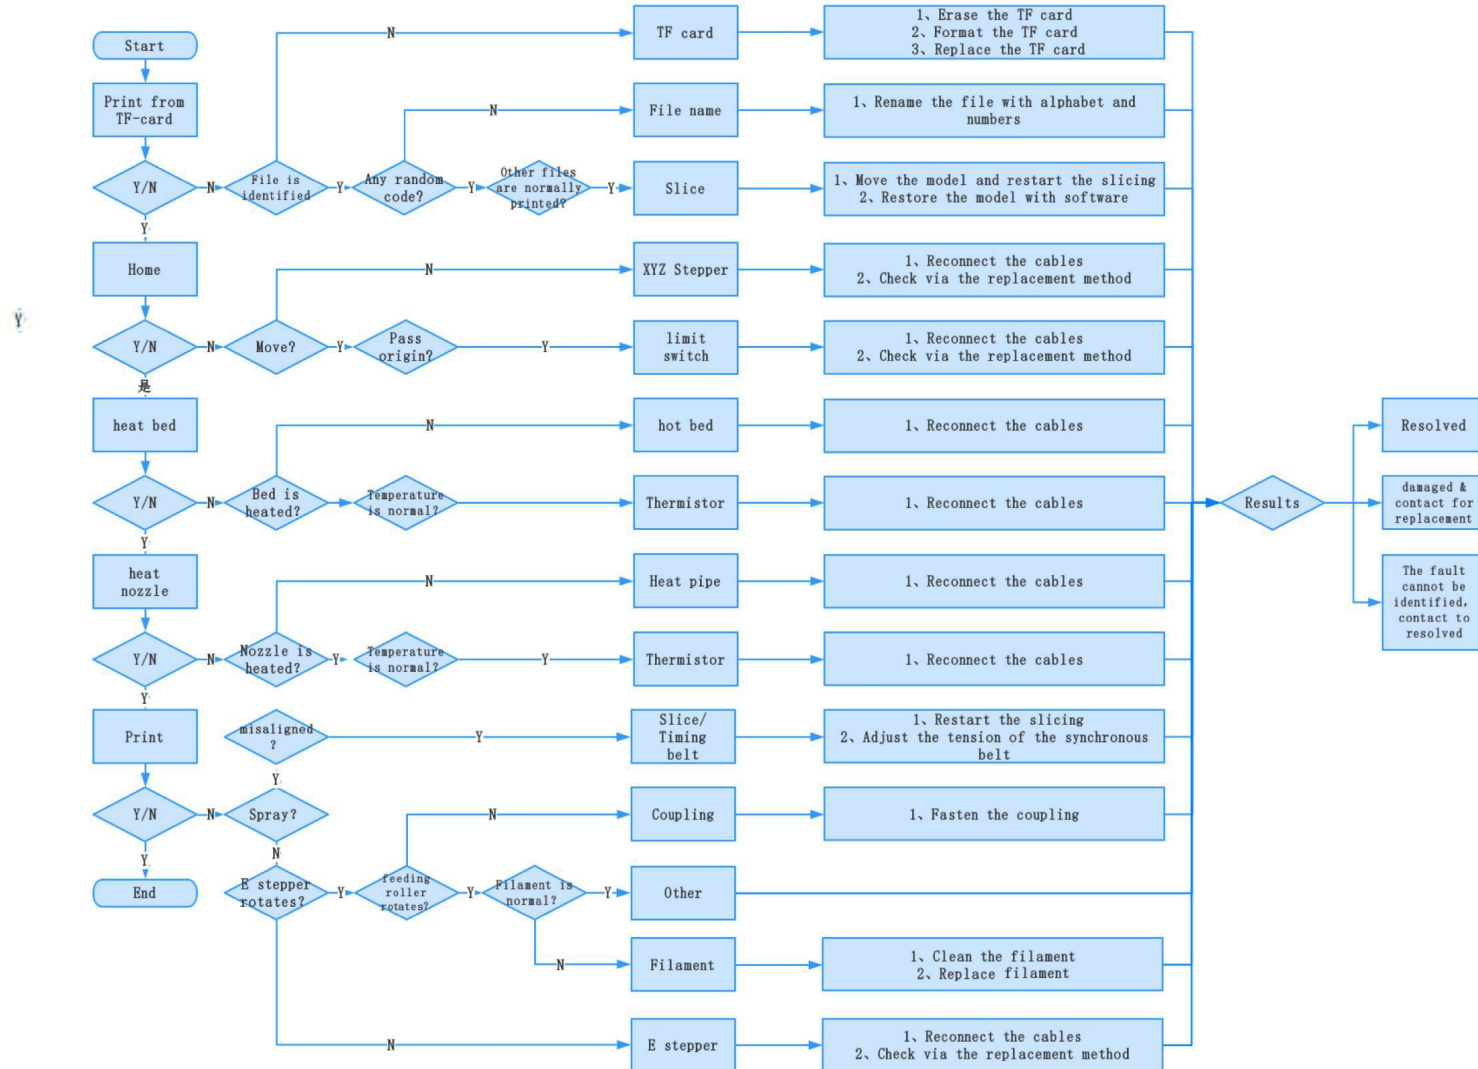 Start
Print from
TF-card
Y/N
N
File is
identified
N
Y
Any random
code?
N
Y
Other files
are normally
printed?
Y
TF card
1、Erase the TF card
2、Format the TF card
3、Replace the TF card
File name
1、Rename the file with alphabet and
numbers
Slice
1、Move the model and restart the slicing
2、Restore the model with software
Y
Home
Y
Y/N
N
Move?
N
Y
Pass
origin?
Y
XYZ Stepper
1、Reconnect the cables
2、Check via the replacement method
limit
switch
1、Reconnect the cables
2、Check via the replacement method
是
heat bed
Y/N
N
Bed is
heated?
N
Temperature
is normal?
hot bed
1、Reconnect the cables
Thermistor
1、Reconnect the cables
Y
heat
nozzle
Y/N
N
Nozzle is
heated?
N
Y
Temperature
is normal?
Y
Heat pipe
1、Reconnect the cables
Thermistor
1、Reconnect the cables
Y
Print
misaligned
?
Y
Slice/
Timing
belt
1、Restart the slicing
2、Adjust the tension of the synchronous
belt
Y
Y/N
N
Spray?
N
Coupling
1、Fasten the coupling
Y
End
N
E stepper
rotates?
Y
feeding
roller
rotates?
Y
Filament is
normal?
Y
Other
N
Filament
1、Clean the filament
2、Replace filament
N
E stepper
1、Reconnect the cables
2、Check via the replacement method
Results
Resolved
damaged &
contact for
replacement
The fault
cannot be
identified,
contact to
resolved